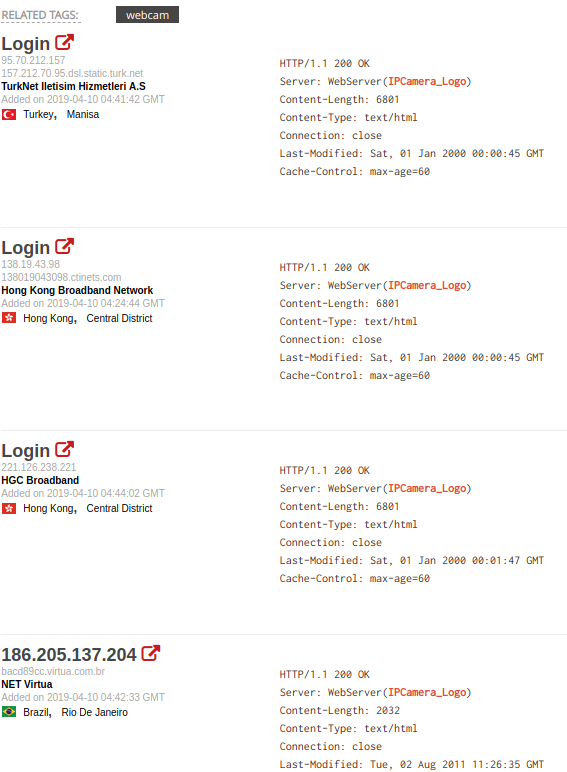 RELATED TAGS: webcam
Login
95.70.212.157
157.212.70.95.dsl.static.turk.net
TurkNet Iletisim Hizmetleri A.S
Added on 2019-04-10 04:41:42 GMT
Turkey, Manisa
HTTP/1.1 200 OK
Server: WebServer(IPCamera_Logo)
Content-Length: 6801
Content-Type: text/html
Connection: close
Last-Modified: Sat, 01 Jan 2000 00:00:45 GMT
Cache-Control: max-age=60
Login
138.19.43.98
138019043098.ctinets.com
Hong Kong Broadband Network
Added on 2019-04-10 04:24:44 GMT
Hong Kong, Central District
HTTP/1.1 200 OK
Server: WebServer(IPCamera_Logo)
Content-Length: 6801
Content-Type: text/html
Connection: close
Last-Modified: Sat, 01 Jan 2000 00:00:45 GMT
Cache-Control: max-age=60
Login
221.126.238.221
HGC Broadband
Added on 2019-04-10 04:44:02 GMT
Hong Kong, Central District
HTTP/1.1 200 OK
Server: WebServer(IPCamera_Logo)
Content-Length: 6801
Content-Type: text/html
Connection: close
Last-Modified: Sat, 01 Jan 2000 00:01:47 GMT
Cache-Control: max-age=60
186.205.137.204
bacd89cc.virtua.com.br
NET Virtua
Added on 2019-04-10 04:42:33 GMT
Brazil, Rio De Janeiro
HTTP/1.1 200 OK
Server: WebServer(IPCamera_Logo)
Content-Length: 2032
Content-Type: text/html
Connection: close
Last-Modified: Tue, 02 Aug 2011 11:26:35 GMT